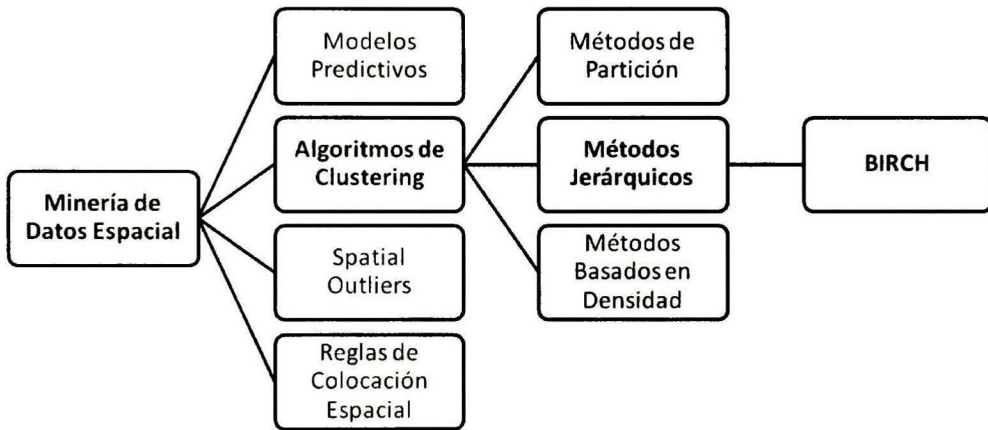 Minería de
Datos Espacial
Modelos
Predictivos
Algoritmos de
Clustering
Spatial
Outliers
Reglas de
Colocación
Espacial
Métodos de
Partición
Métodos
Jerárquicos
Métodos
Basados en
Densidad
BIRCH